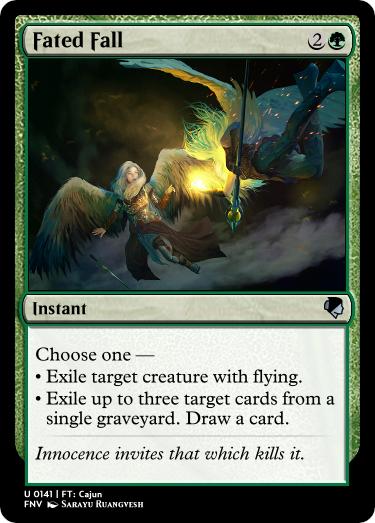 Fated Fall 2
Instant
Choose one —
• Exile target creature with flying.
• Exile up to three target cards from a
single graveyard. Draw a card.
Innocence invites that which kills it.
U 0141 | FT: Cajun
FNV SARAYU RUANGVESH